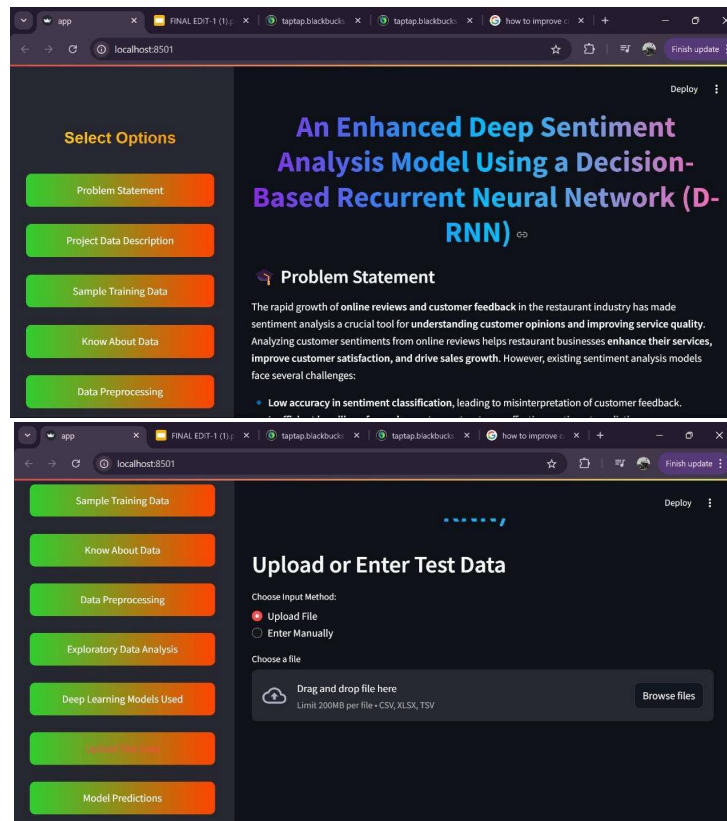 app
FINAL EDIT-1 (1).p
taptap.blackbucks
taptap.blackbucks
how to improve c
localhost:8501
Finish update
Deploy
Select Options
Problem Statement
Project Data Description
Sample Training Data
Know About Data
Data Preprocessing
An Enhanced Deep Sentiment
Analysis Model Using a Decision-
Based Recurrent Neural Network (D-
RNN)
Problem Statement
The rapid growth of online reviews and customer feedback in the restaurant industry has made
sentiment analysis a crucial tool for understanding customer opinions and improving service quality.
Analyzing customer sentiments from online reviews helps restaurant businesses enhance their services,
improve customer satisfaction, and drive sales growth. However, existing sentiment analysis models
face several challenges:
Low accuracy in sentiment classification, leading to misinterpretation of customer feedback.
app
FINAL EDIT-1 (1).p
taptap.blackbucks
taptap.blackbucks
how to improve c
localhost:8501
Finish update
Deploy
Sample Training Data
Know About Data
Data Preprocessing
Exploratory Data Analysis
Deep Learning Models Used
Model Predictions
Upload or Enter Test Data
Choose Input Method:
Upload File
Enter Manually
Choose a file
Drag and drop file here
Limit 200MB per file • CSV, XLSX, TSV
Browse files